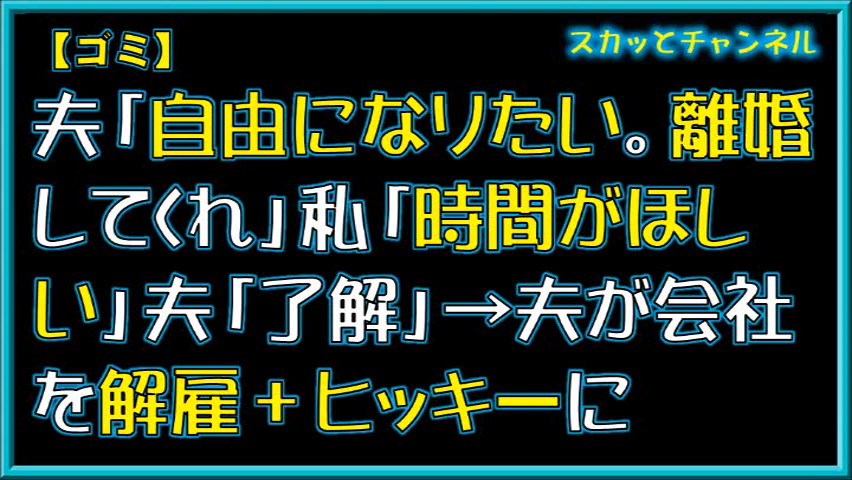 【ゴミ】
スカッとチャンネル
夫「自由になりたい。離婚
してくれ」私「時間がほし
い」夫「了解」→夫が会社
を解雇＋ヒッキーに